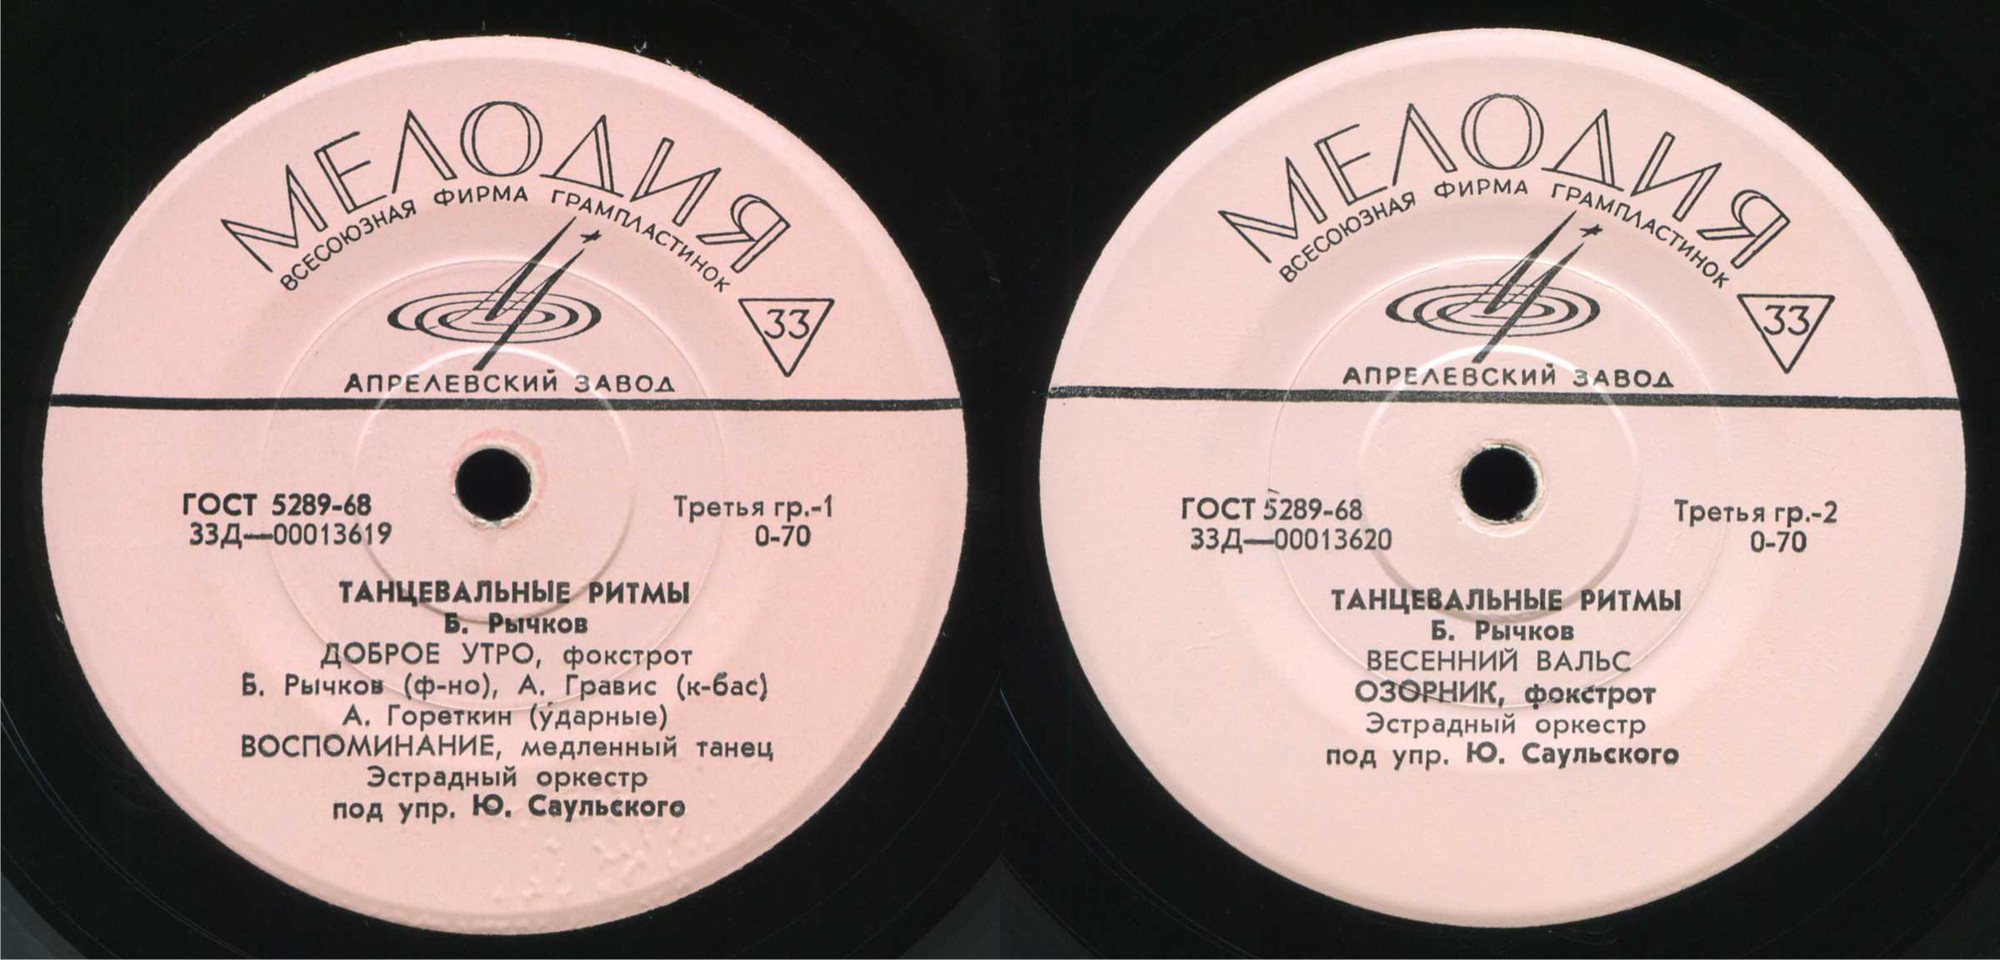 МЕЛОДИЯ
ВСЕСОЮЗНАЯ ФИРМА ГРАМПЛАСТИНОК
33
АПРЕЛЕВСКИЙ ЗАВОД
ГОСТ 5289-68
33Д—00013619
Третья гр.-1
0-70
ТАНЦЕВАЛЬНЫЕ РИТМЫ
Б. Рычков
ДОБРОЕ УТРО, фокстрот
Б. Рычков (ф-но), А. Гравис (к-бас)
А. Гореткин (ударные)
ВОСПОМИНАНИЕ, медленный танец
Эстрадный оркестр
под упр. Ю. Саульского
МЕЛОДИЯ
ВСЕСОЮЗНАЯ ФИРМА ГРАМПЛАСТИНОК
33
АПРЕЛЕВСКИЙ ЗАВОД
ГОСТ 5289-68
33Д—00013620
Третья гр.-2
0-70
ТАНЦЕВАЛЬНЫЕ РИТМЫ
Б. Рычков
ВЕСЕННИЙ ВАЛЬС
ОЗОРНИК, фокстрот
Эстрадный оркестр
под упр. Ю. Саульского